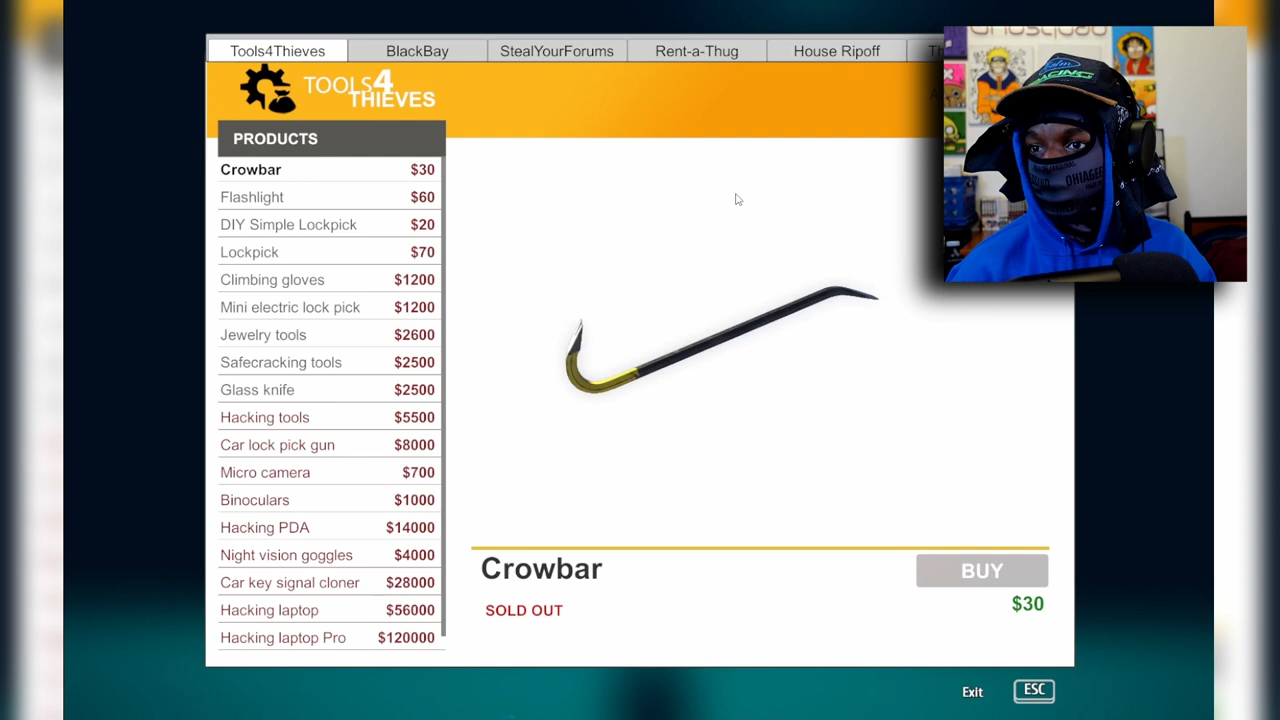 Tools4Thieves BlackBay StealYourForums Rent-a-Thug House Ripoff
TOOLS4
THIEVES
PRODUCTS
Crowbar $30
Flashlight $60
DIY Simple Lockpick $20
Lockpick $70
Climbing gloves $1200
Mini electric lock pick $1200
Jewelry tools $2600
Safecracking tools $2500
Glass knife $2500
Hacking tools $5500
Car lock pick gun $8000
Micro camera $700
Binoculars $1000
Hacking PDA $14000
Night vision goggles $4000
Car key signal cloner $28000
Hacking laptop $56000
Hacking laptop Pro $120000
Crowbar
BUY
SOLD OUT
$30
Exit ESC
RACING